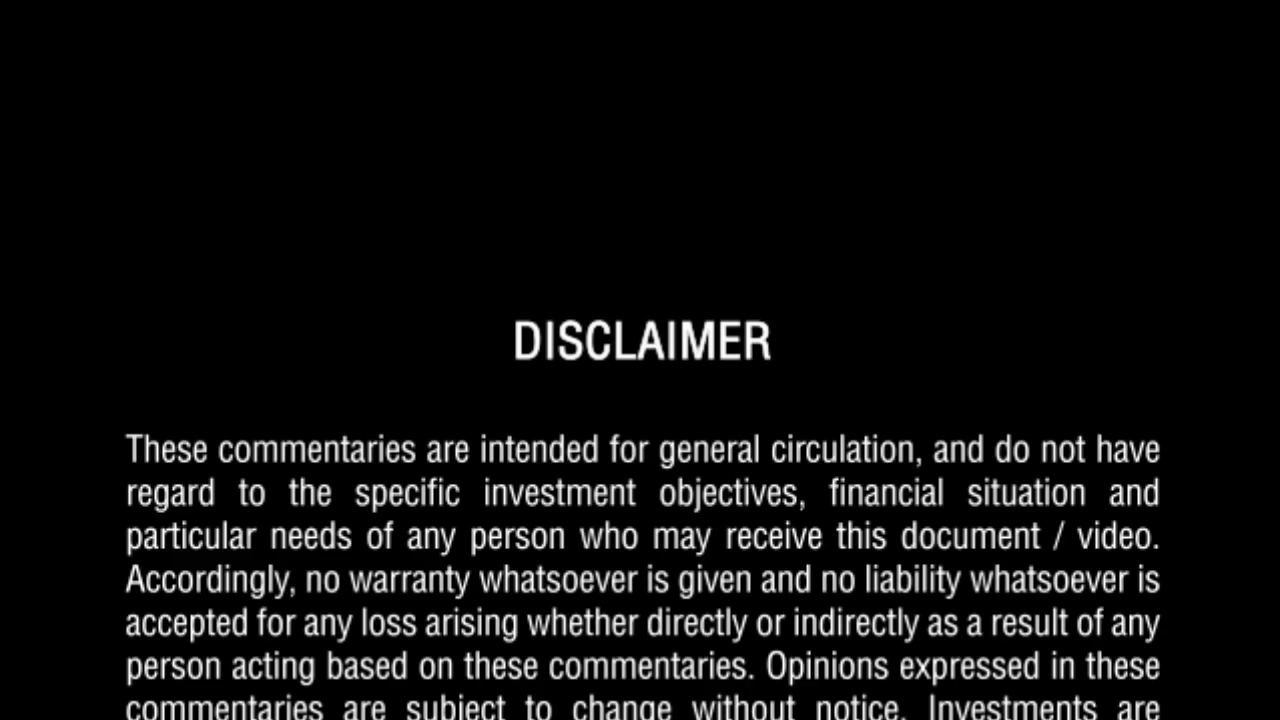 DISCLAIMER
These commentaries are intended for general circulation, and do not have
regard to the specific investment objectives, financial situation and
particular needs of any person who may receive this document / video.
Accordingly, no warranty whatsoever is given and no liability whatsoever is
accepted for any loss arising whether directly or indirectly as a result of any
person acting based on these commentaries. Opinions expressed in these
commentaries are subject to change without notice. Investments are